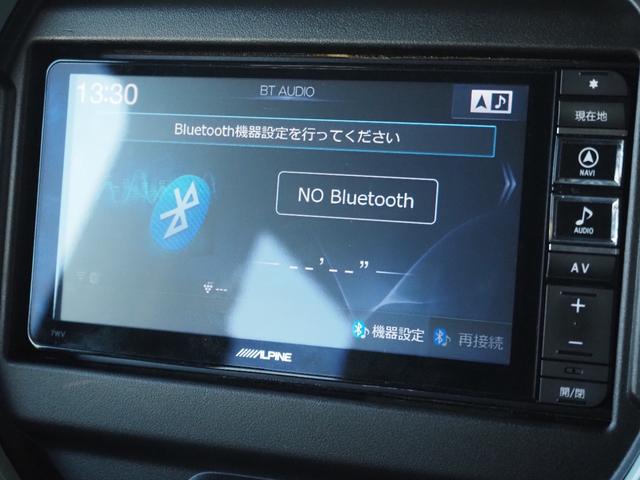 13:30
BT AUDIO
Bluetooth機器設定を行ってください
NO Bluetooth
--'--"
---
機器設定
再接続
7WV
ALPINE
現在地
NAVI
AUDIO
AV
+
-
開/閉